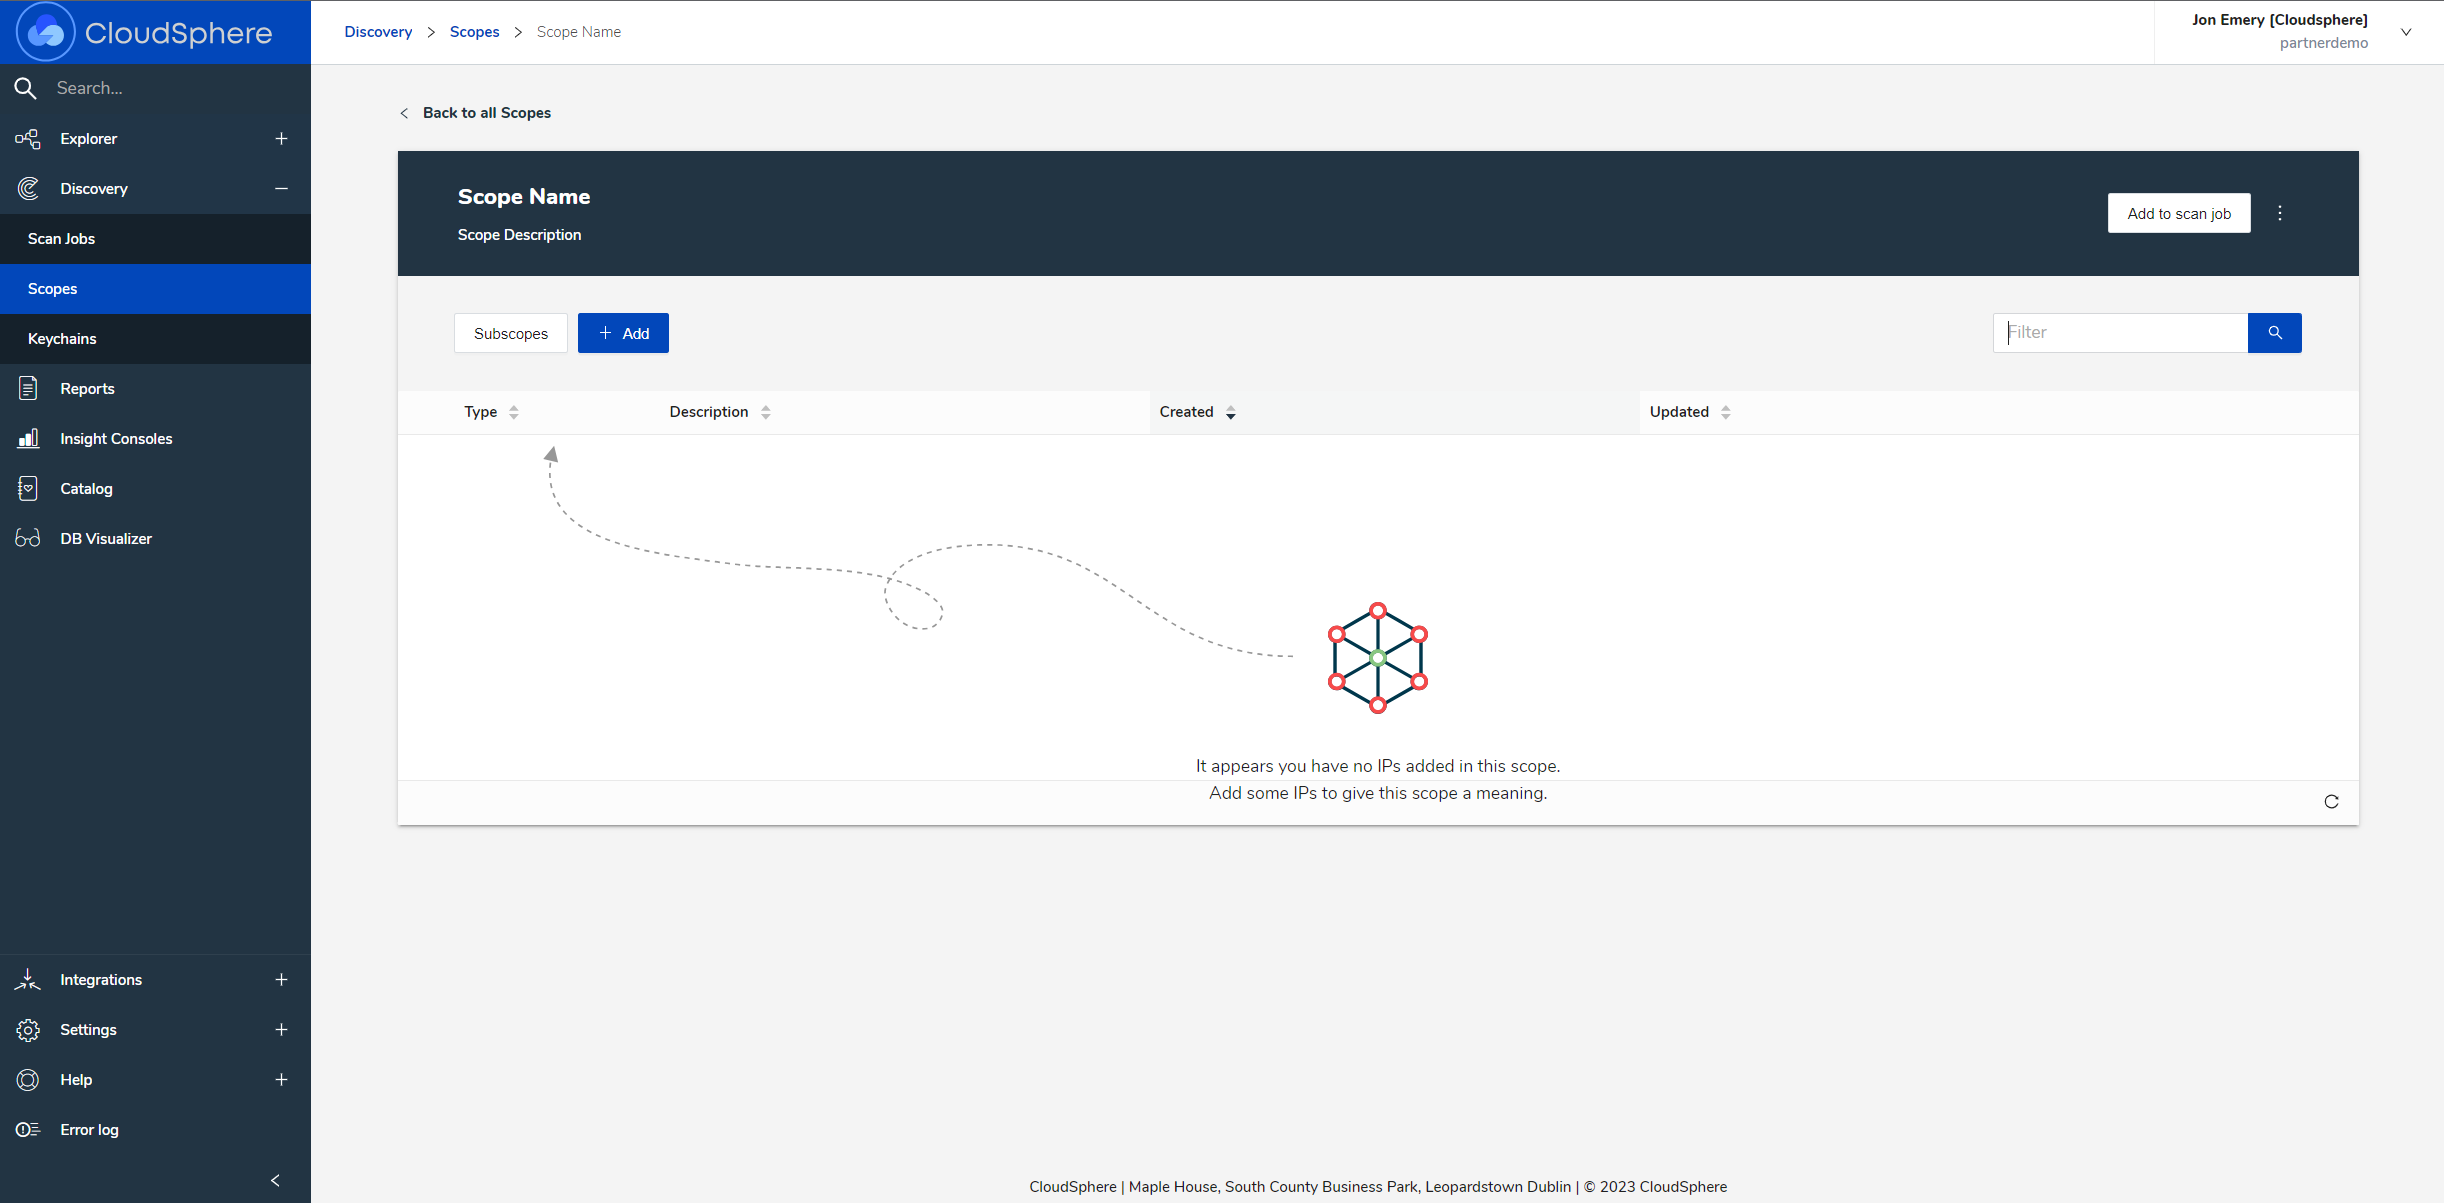 CloudSphere
Discovery > Scopes > Scope Name
Jon Emery [Cloudsphere]
partnerdemo
Search...
Explorer
Discovery
Scan Jobs
Scopes
Keychains
Reports
Insight Consoles
Catalog
DB Visualizer
Integrations
Settings
Help
Error log
Back to all Scopes
Scope Name
Scope Description
Add to scan job
Subscopes
+ Add
Filter
Type Description Created Updated
It appears you have no IPs added in this scope.
Add some IPs to give this scope a meaning.
CloudSphere | Maple House, South County Business Park, Leopardstown Dublin | © 2023 CloudSphere